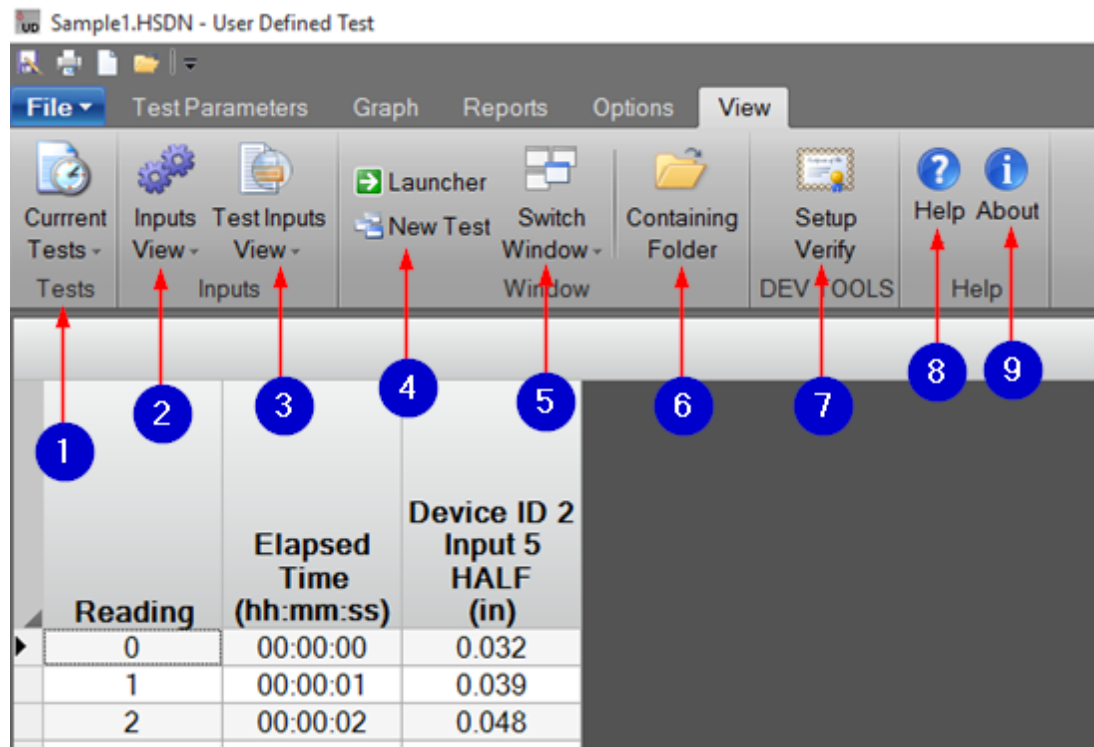 Sample1.HSDN - User Defined Test
File Test Parameters Graph Reports Options View
Currrent Tests
Inputs View
Test Inputs View
Launcher
New Test
Switch Window
Containing Folder
Setup Verify
Help
About
Tests Inputs Window DEV TOOLS Help
1 2 3 4 5 6 7 8 9
Reading
Elapsed
Time
(hh:mm:ss)
Device ID 2
Input 5
HALF
(in)
0 00:00:00 0.032
1 00:00:01 0.039
2 00:00:02 0.048